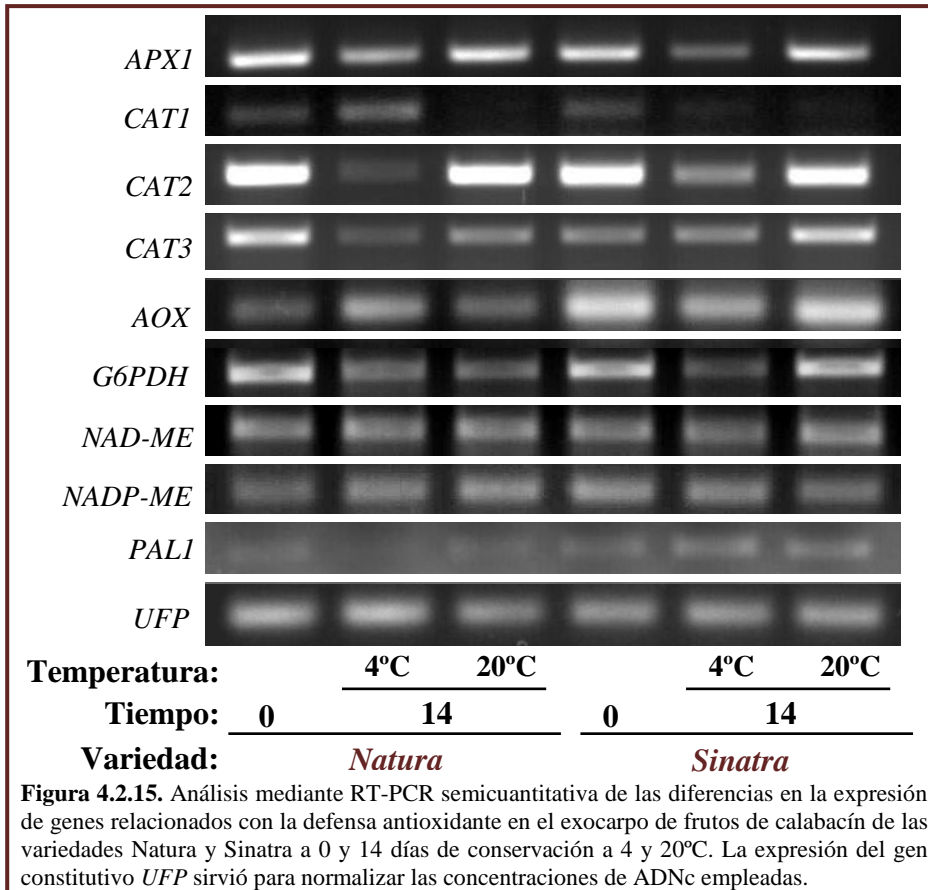 APX1
CAT1
CAT2
CAT3
AOX
G6PDH
NAD-ME
NADP-ME
PAL1
UFP
Temperatura: 4ºC 20ºC 4ºC 20ºC
Tiempo: 0 14 0 14
Variedad: Natura Sinatra
Figura 4.2.15. Análisis mediante RT-PCR semicuantitativa de las diferencias en la expresión
de genes relacionados con la defensa antioxidante en el exocarpo de frutos de calabacín de las
variedades Natura y Sinatra a 0 y 14 días de conservación a 4 y 20ºC. La expresión del gen
constitutivo UFP sirvió para normalizar las concentraciones de ADNc empleadas.